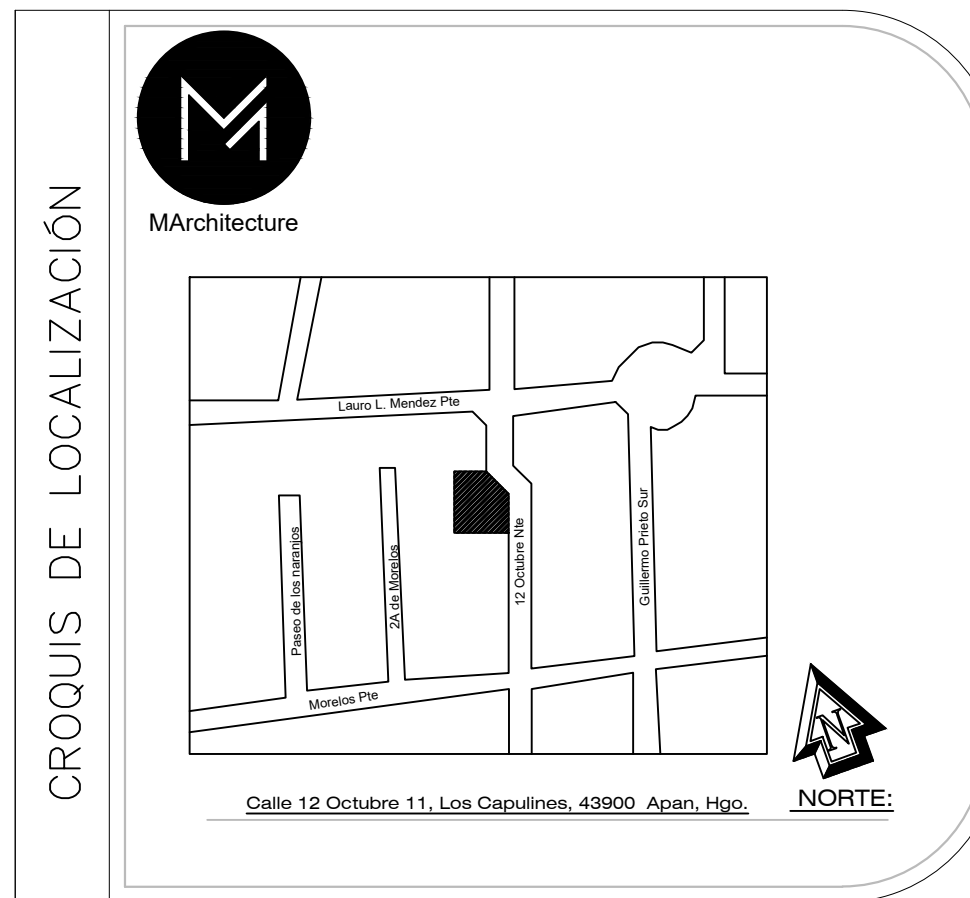 CROQUIS DE LOCALIZACIÓN
MArchitecture
Lauro L. Mendez Pte
Paseo de los naranjos
2A de Morelos
12 Octubre Nte
Guillermo Prieto Sur
Morelos Pte
N
Calle 12 Octubre 11, Los Capulines, 43900 Apan, Hgo.
NORTE: